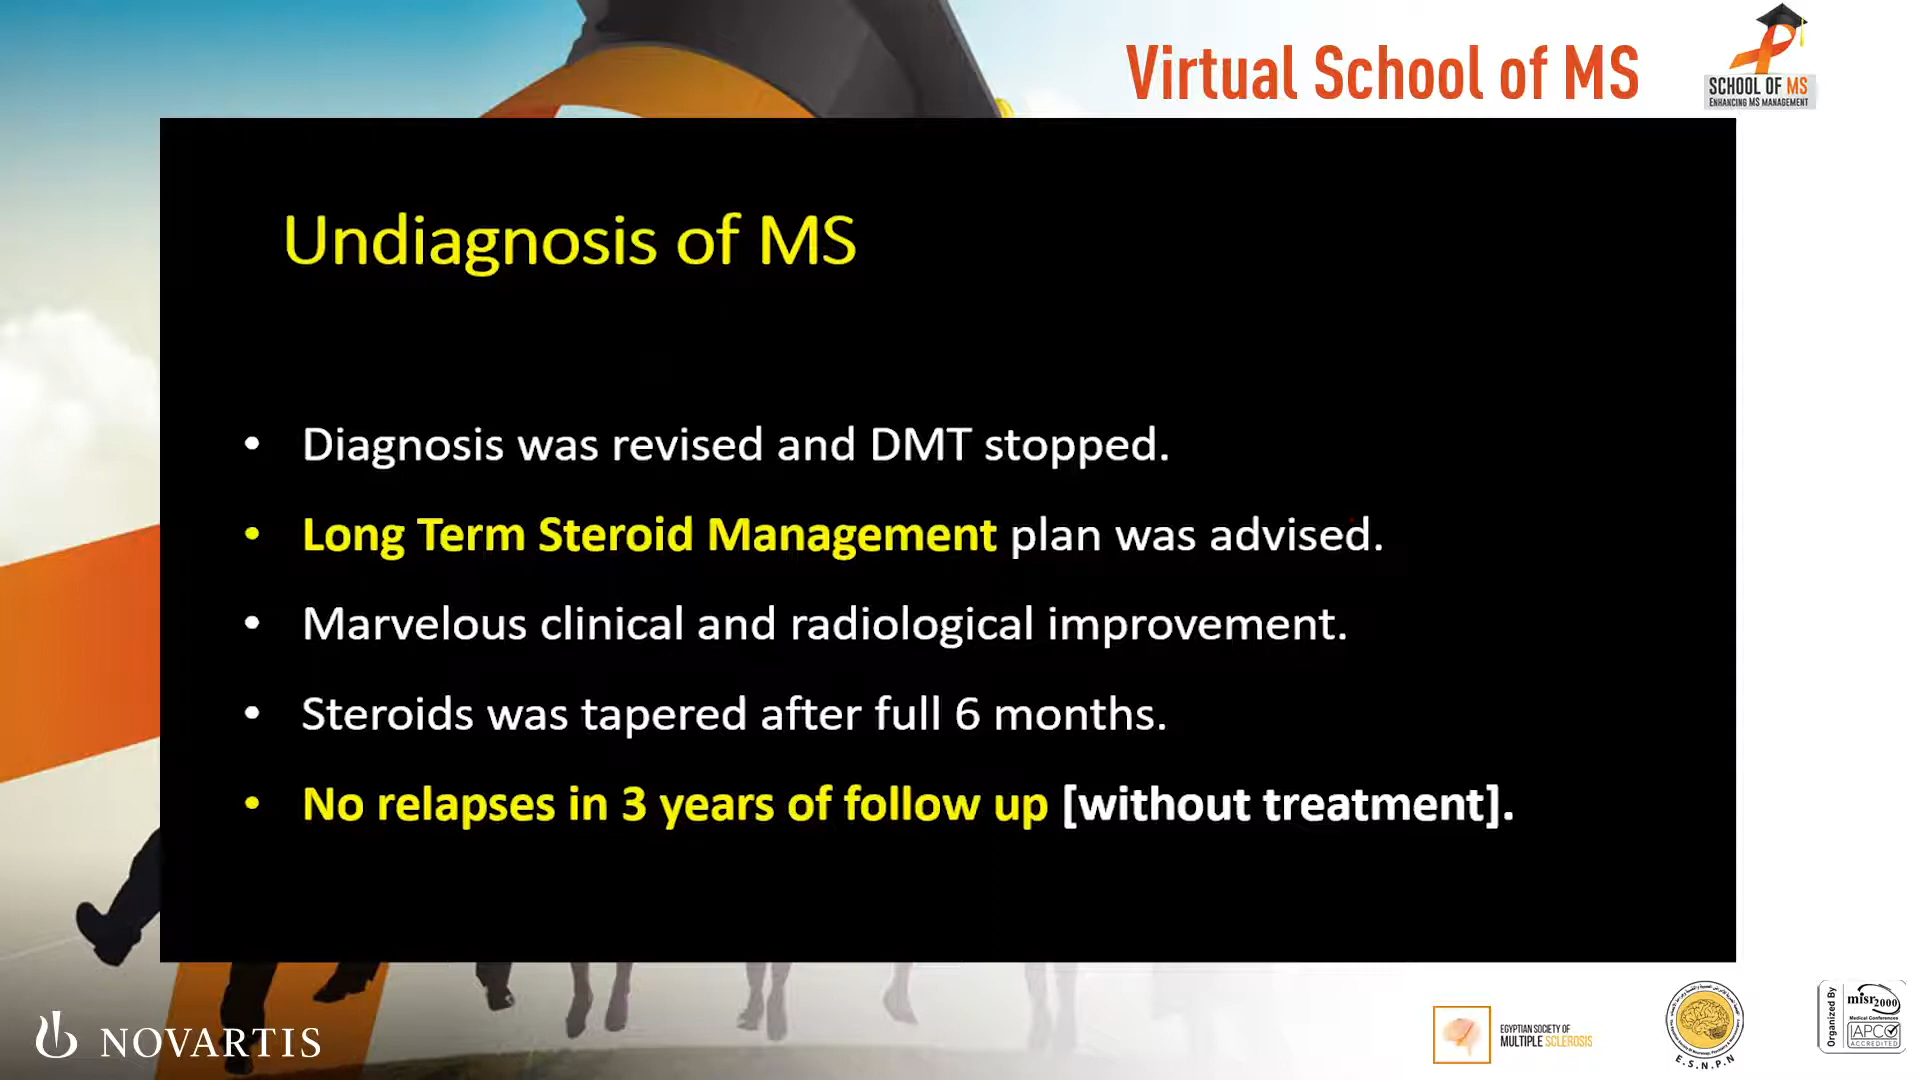 Virtual School of MS
SCHOOL OF MS
ENHANCING MS MANAGEMENT
Undiagnosis of MS
• Diagnosis was revised and DMT stopped.
• Long Term Steroid Management plan was advised.
• Marvelous clinical and radiological improvement.
• Steroids was tapered after full 6 months.
• No relapses in 3 years of follow up [without treatment].
NOVARTIS
EGYPTIAN SOCIETY OF
MULTIPLE SCLEROSIS
E.S.N.P.N
Organized By
misr2000
Medical Conferences
IAPCO
ACCREDITED